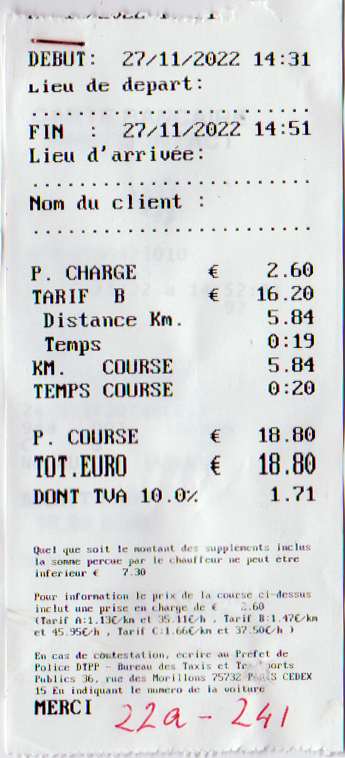 DEBUT: 27/11/2022 14:31
Lieu de depart:
..........................
FIN : 27/11/2022 14:51
Lieu d'arrivée:
..........................
..........................
Nom du client :
..........................
P. CHARGE € 2.60
TARIF B € 16.20
Distance Km. 5.84
Temps 0:19
KM. COURSE 5.84
TEMPS COURSE 0:20
P. COURSE € 18.80
TOT.EURO € 18.80
DONT TVA 10.0% 1.71
Quel que soit le montant des supplements inclus
la somme percue par le chauffeur ne peut etre
inferieur € 7.30
Pour information le prix de la course ci-dessus
inclut une prise en charge de € 2.60
(Tarif A:1.13€/km et 35.11€/h , Tarif B:1.47€/km
et 45.95€/h , Tarif C:1.66€/km et 37.50€/h )
En cas de contestation, ecrire au Prefet de
Police DTPP - Bureau des Taxis et
Publics 36, rue des Morillons 75732 CEDEX
15 En indiquant le numero de la voiture
MERCI 22a - 241